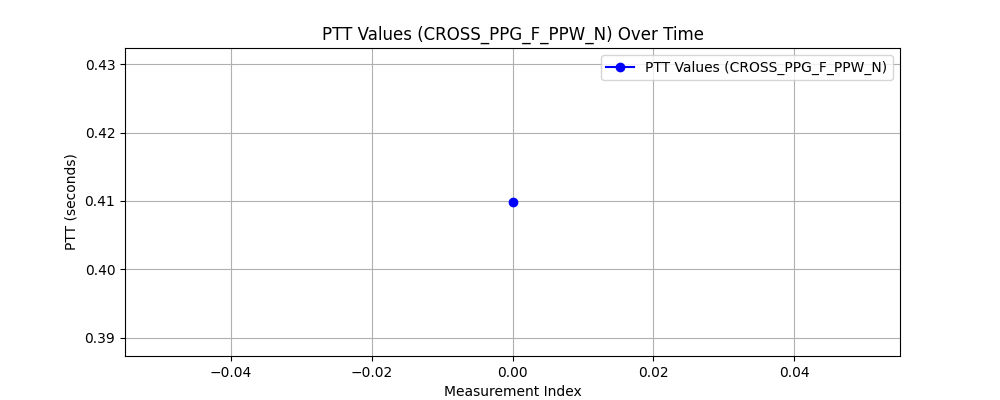 PTT Values (CROSS_PPG_F_PPW_N) Over Time
PTT Values (CROSS_PPG_F_PPW_N)
PTT (seconds)
0.43
0.42
0.41
0.40
0.39
−0.04 −0.02 0.00 0.02 0.04
Measurement Index